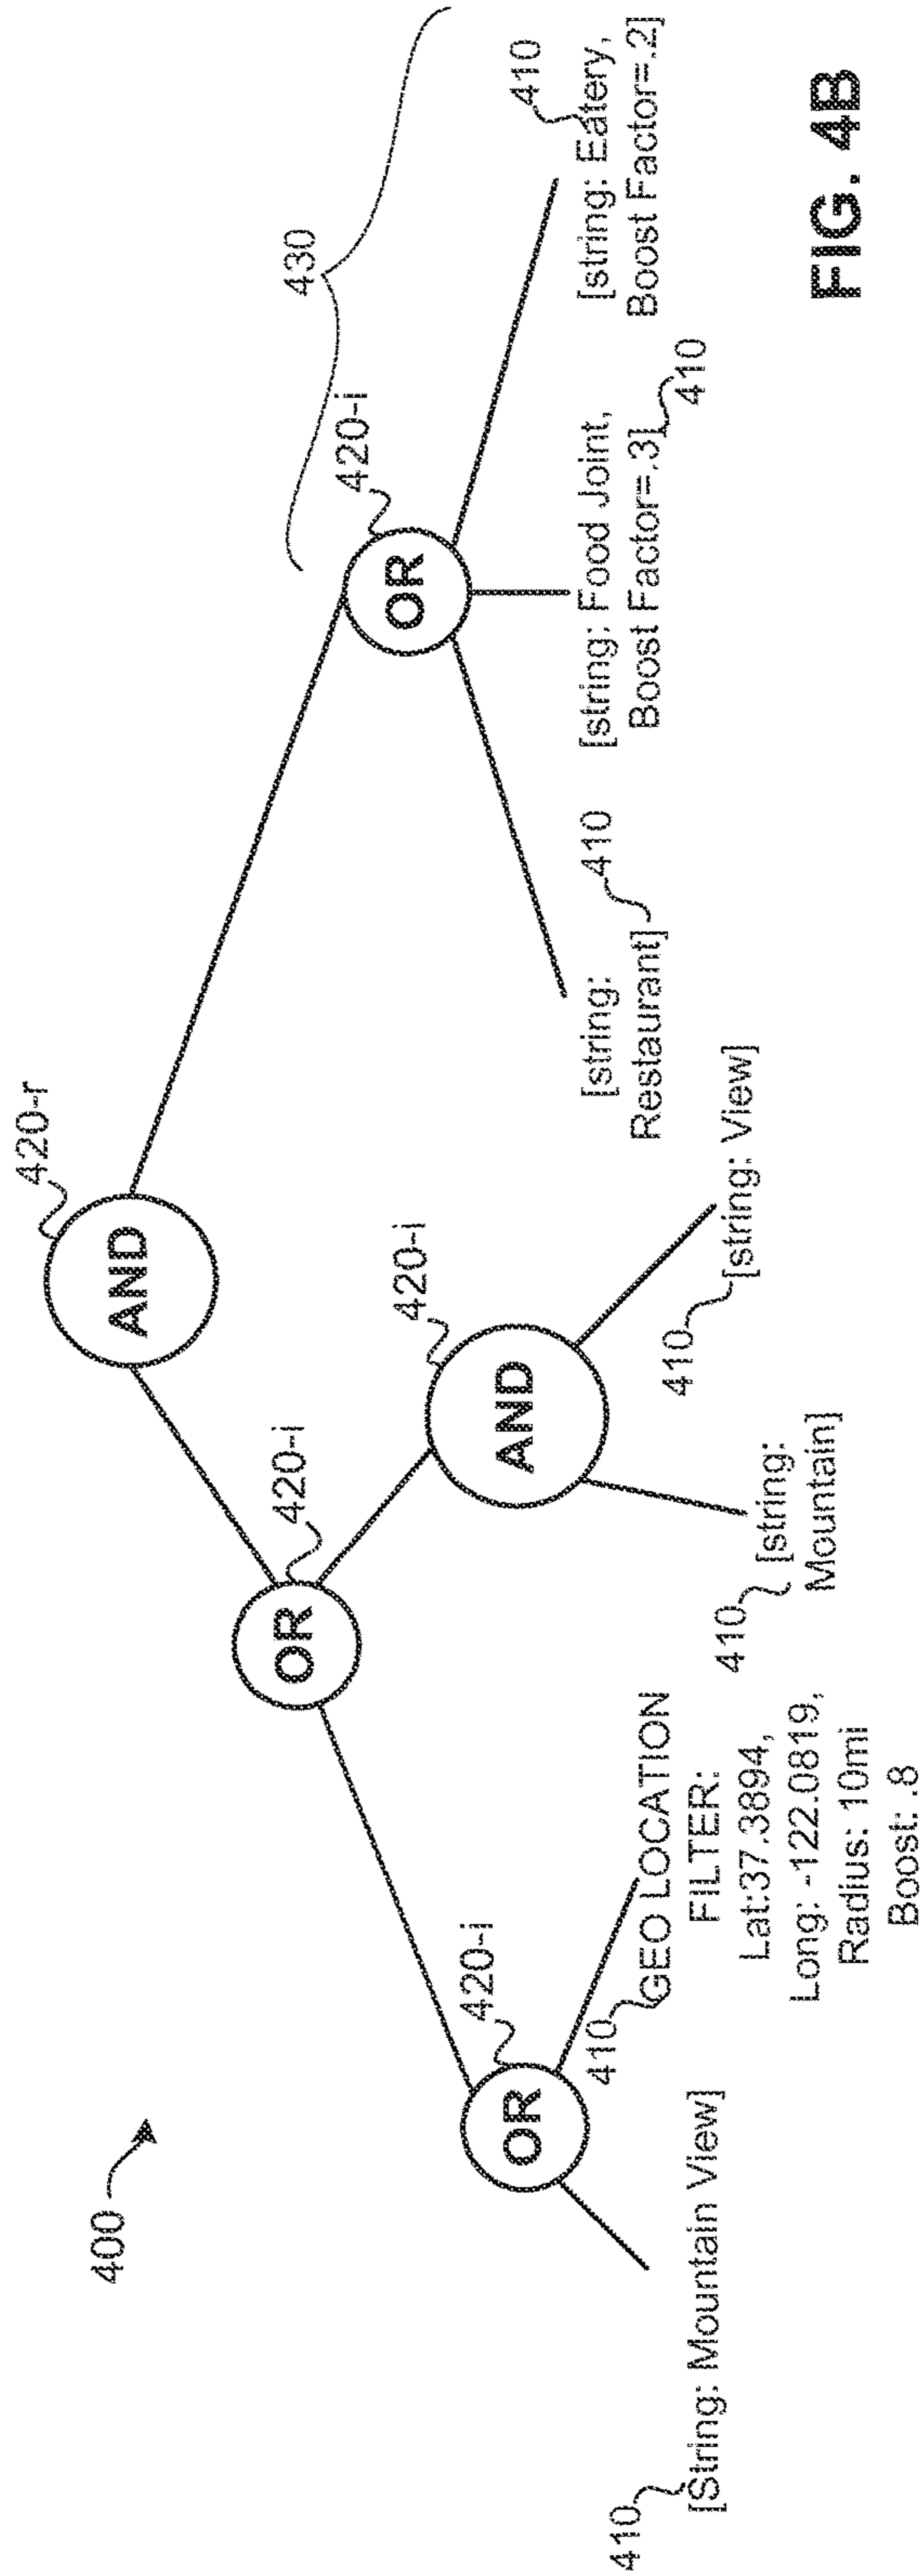 400
420-r
AND
420-i
OR
420-i
AND
420-i
OR
430
420-i
OR
410
[String: Mountain View]
410
GEO LOCATION
FILTER:
Lat:37.3894,
Long: -122.0819,
Radius: 10mi
Boost: .8
410
[string:
Mountain]
410
[string: View]
[string:
Restaurant]
410
[string: Food Joint,
Boost Factor=.3]
410
410
[string: Eatery,
Boost Factor=.2]
FIG. 4B